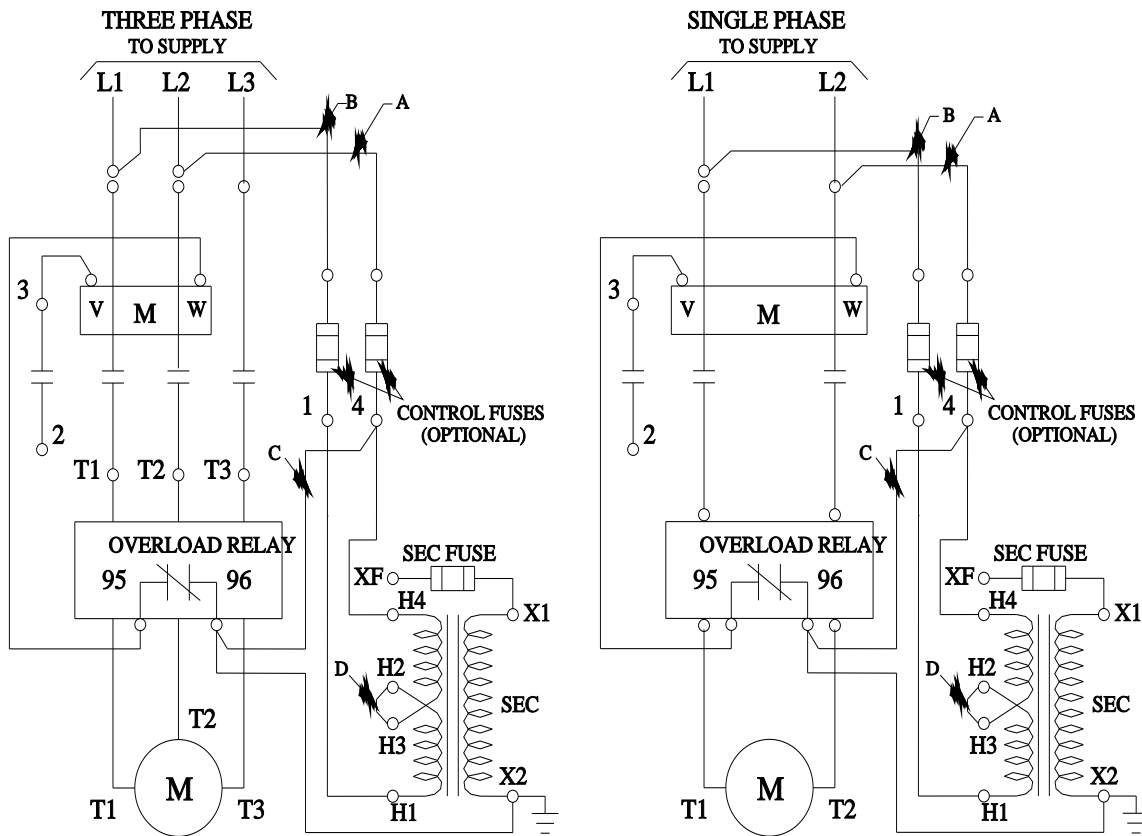 THREE PHASE
TO SUPPLY
L1 L2 L3
B A
3
V M W
1 4
CONTROL FUSES
(OPTIONAL)
2
C
T1 T2 T3
OVERLOAD RELAY
95 96
SEC FUSE
XF
H4 X1
D H2
SEC
H3
T2
M
T1 T3
X2
H1
SINGLE PHASE
TO SUPPLY
L1 L2
B A
3
V M W
1 4
CONTROL FUSES
(OPTIONAL)
2
C
OVERLOAD RELAY
95 96
SEC FUSE
XF
H4 X1
D H2
SEC
H3
M
T1 T2
X2
H1